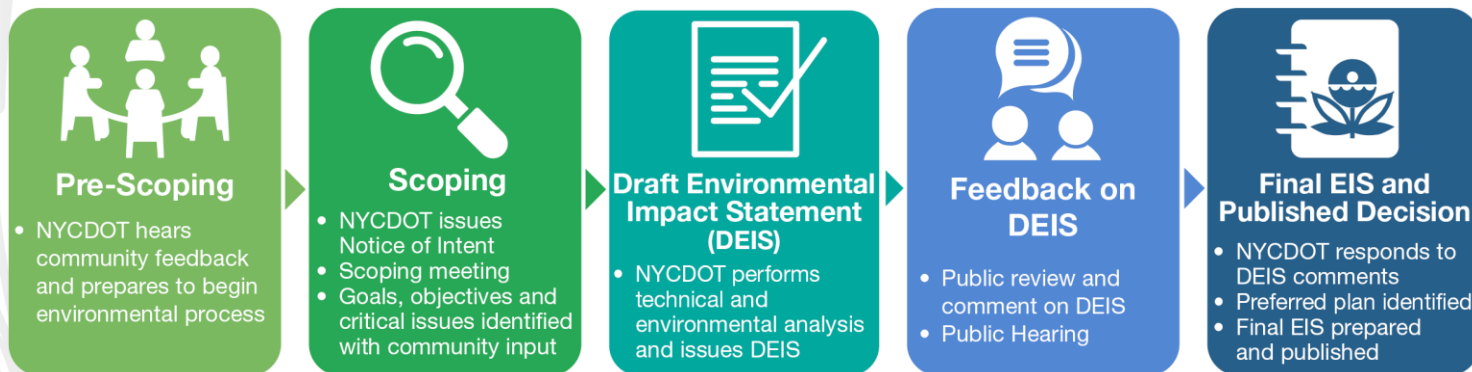 Pre-Scoping
• NYCDOT hears
community feedback
and prepares to begin
environmental process
Scoping
• NYCDOT issues
Notice of Intent
• Scoping meeting
• Goals, objectives and
critical issues identified
with community input
Draft Environmental
Impact Statement
(DEIS)
• NYCDOT performs
technical and
environmental analysis
and issues DEIS
Feedback on
DEIS
• Public review and
comment on DEIS
• Public Hearing
Final EIS and
Published Decision
• NYCDOT responds to
DEIS comments
• Preferred plan identified
• Final EIS prepared
and published